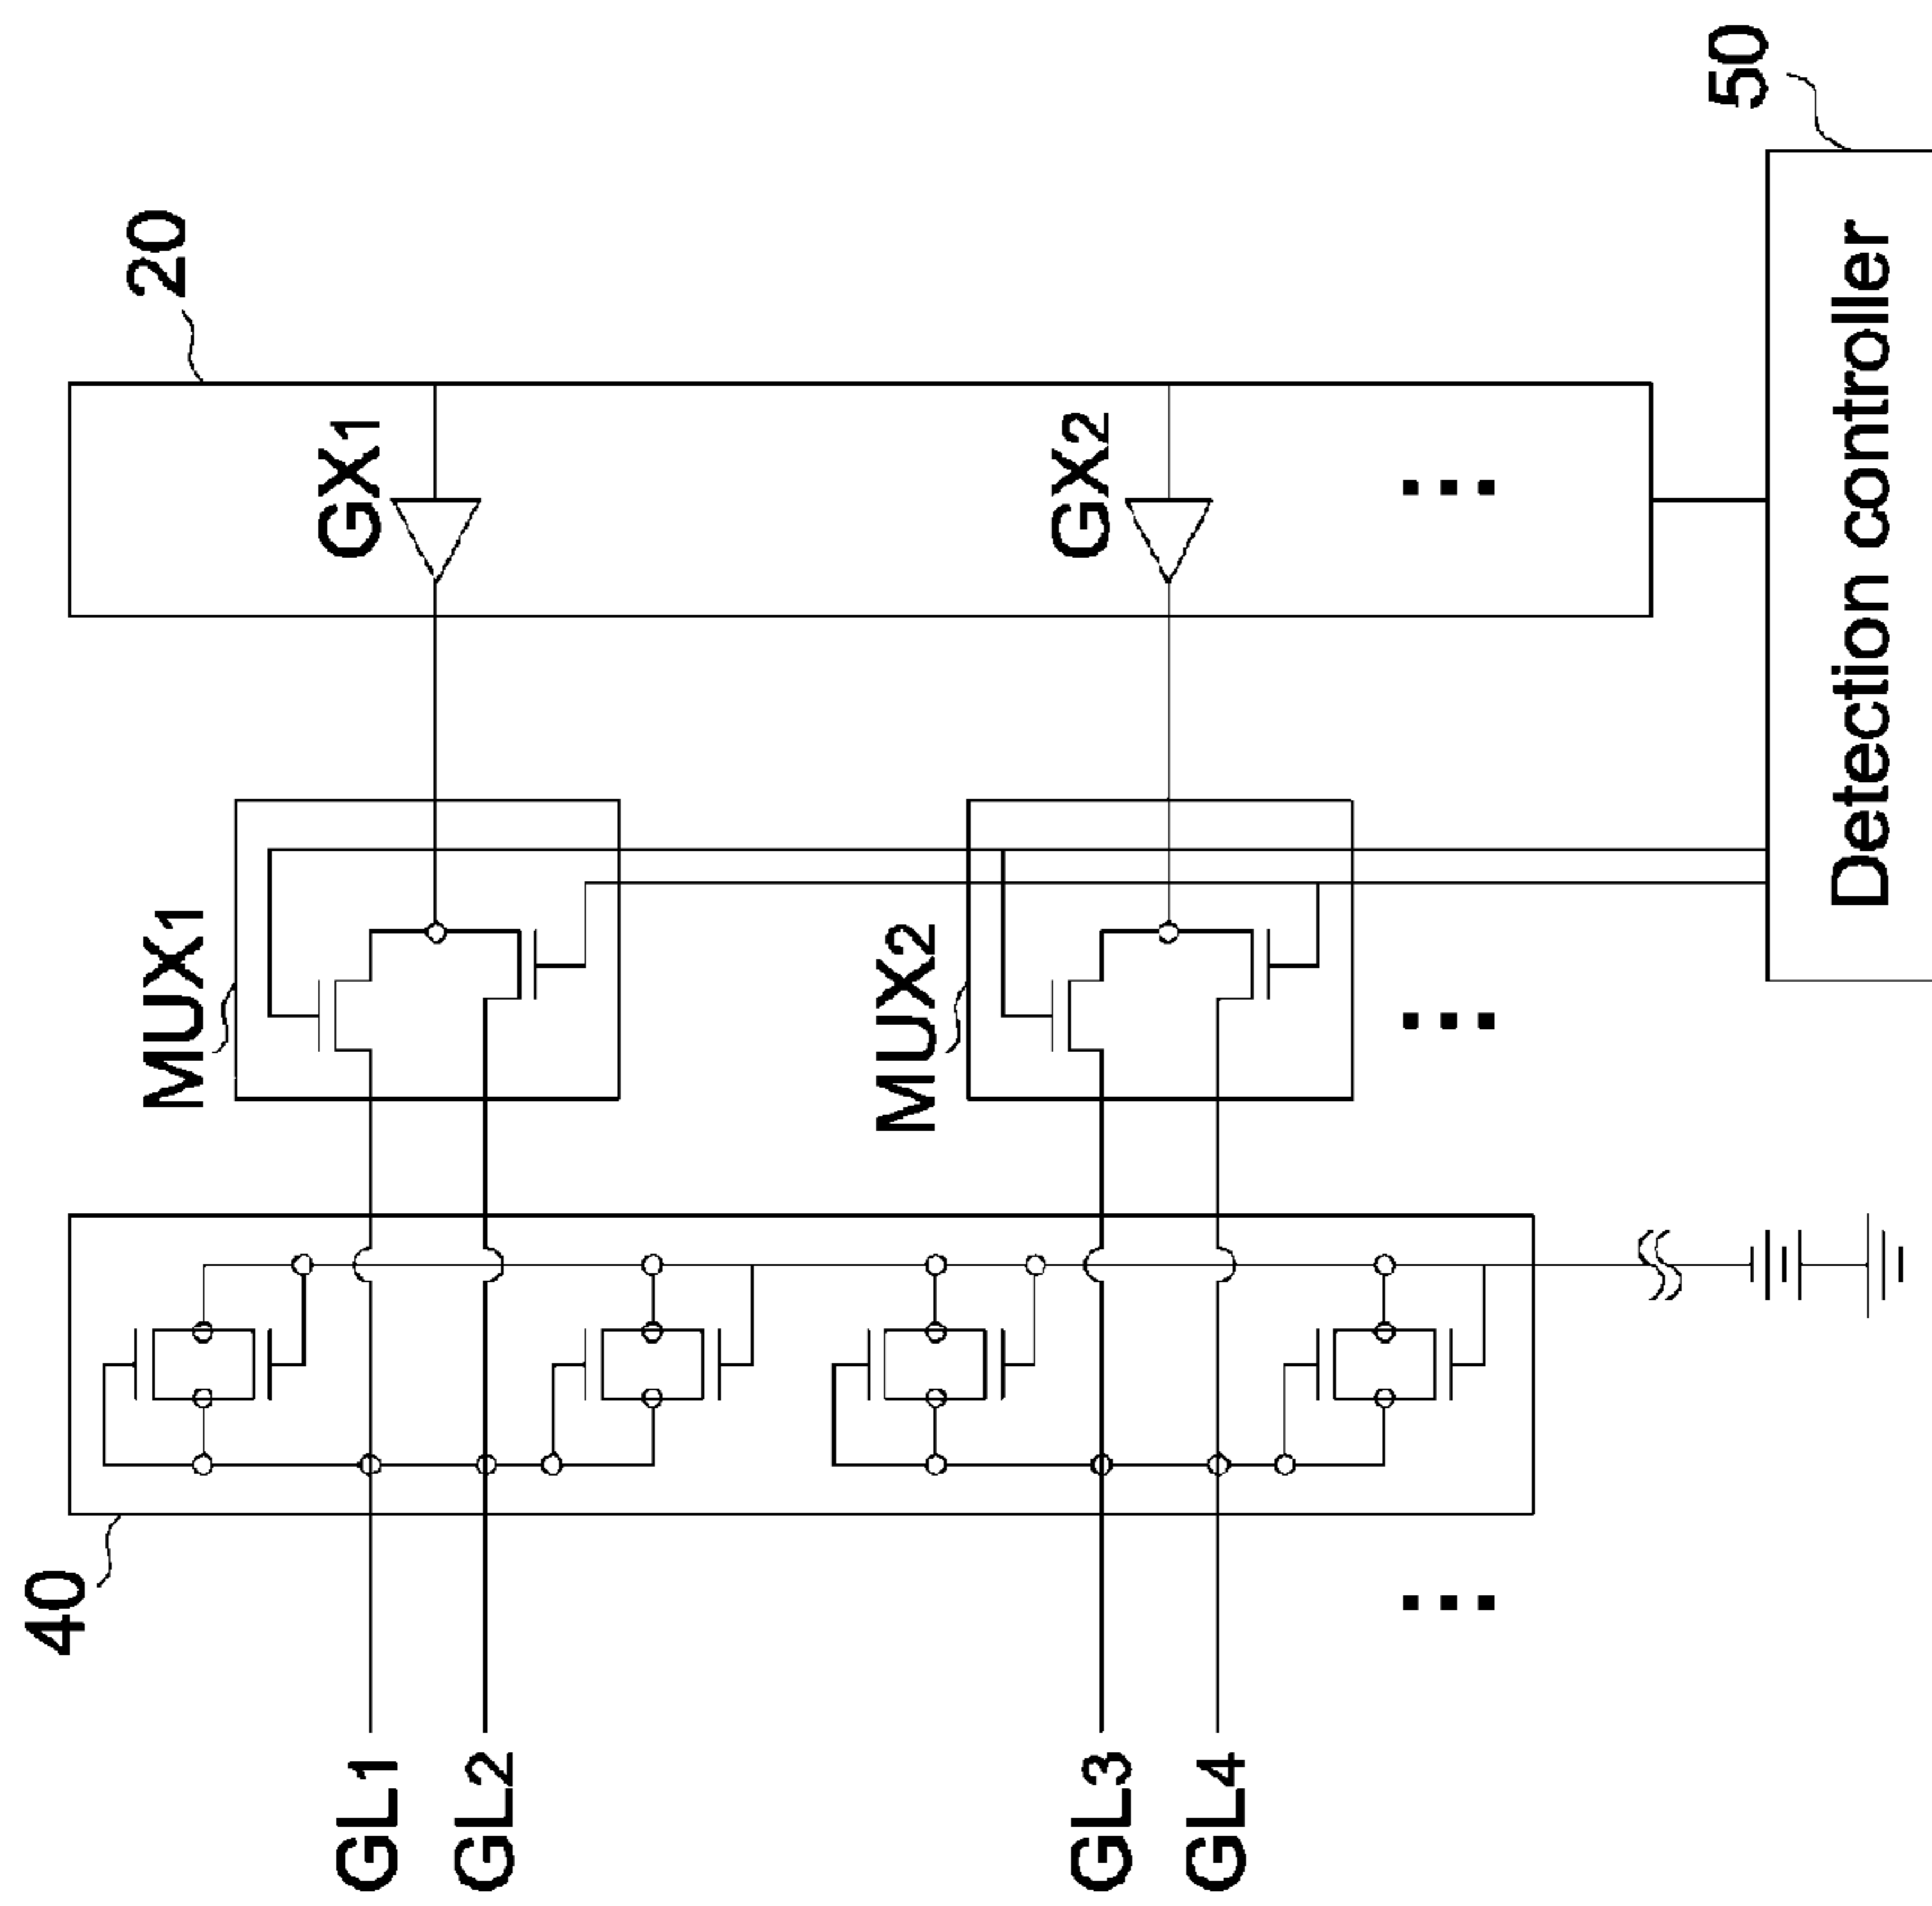 50
20
GX1
GX2
Detection controller
MUX1
MUX2
40
GL1
GL2
GL3
GL4